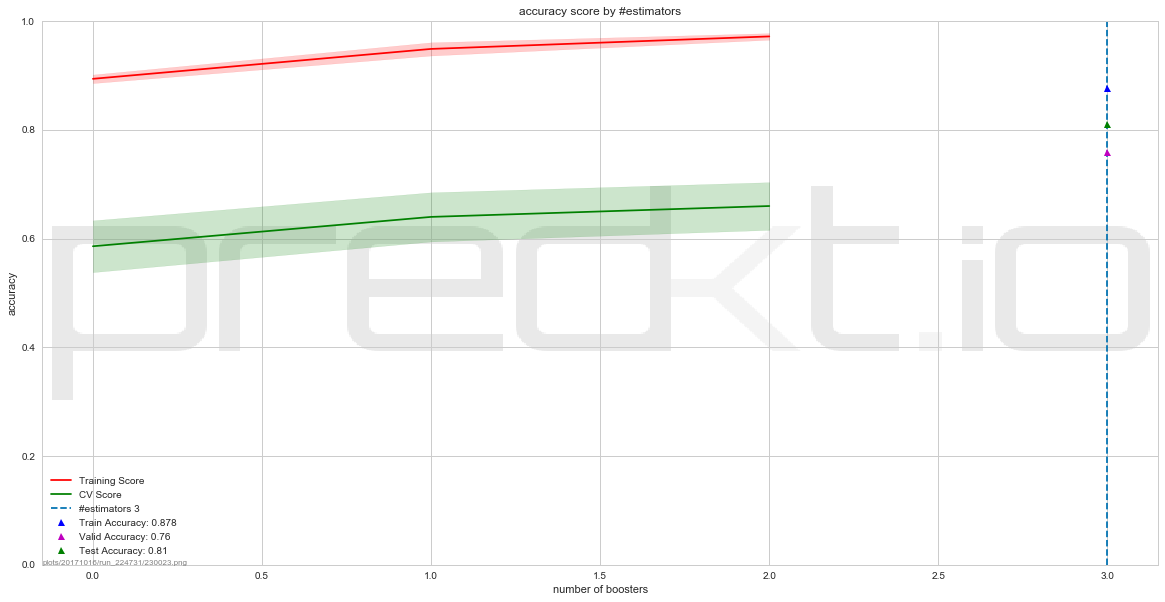 accuracy score by #estimators
1.0
0.8
0.6
0.4
0.2
0.0
accuracy
preakt.io
Training Score
CV Score
#estimators 3
Train Accuracy: 0.878
Valid Accuracy: 0.76
Test Accuracy: 0.81
plots/20171016/run_224731/230023.png
0.0 0.5 1.0 1.5 2.0 2.5 3.0
number of boosters